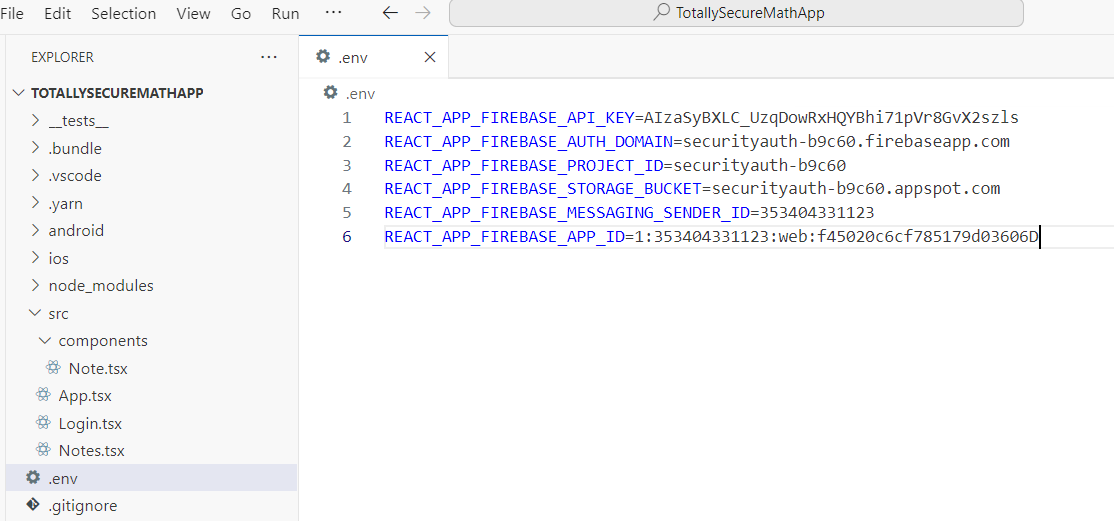 File Edit Selection View Go Run ··· ← → TotallySecureMathApp
EXPLORER ···
.env ×
TOTALLYSECUREMATHAPP
__tests__
.bundle
.vscode
.yarn
android
ios
node_modules
src
components
Note.tsx
App.tsx
Login.tsx
Notes.tsx
.env
.gitignore
.env
1 REACT_APP_FIREBASE_API_KEY=AIzaSyBXLC_UzqDowRxHQYBhi71pVr8GvX2szls
2 REACT_APP_FIREBASE_AUTH_DOMAIN=securityauth-b9c60.firebaseapp.com
3 REACT_APP_FIREBASE_PROJECT_ID=securityauth-b9c60
4 REACT_APP_FIREBASE_STORAGE_BUCKET=securityauth-b9c60.appspot.com
5 REACT_APP_FIREBASE_MESSAGING_SENDER_ID=353404331123
6 REACT_APP_FIREBASE_APP_ID=1:353404331123:web:f45020c6cf785179d03606D